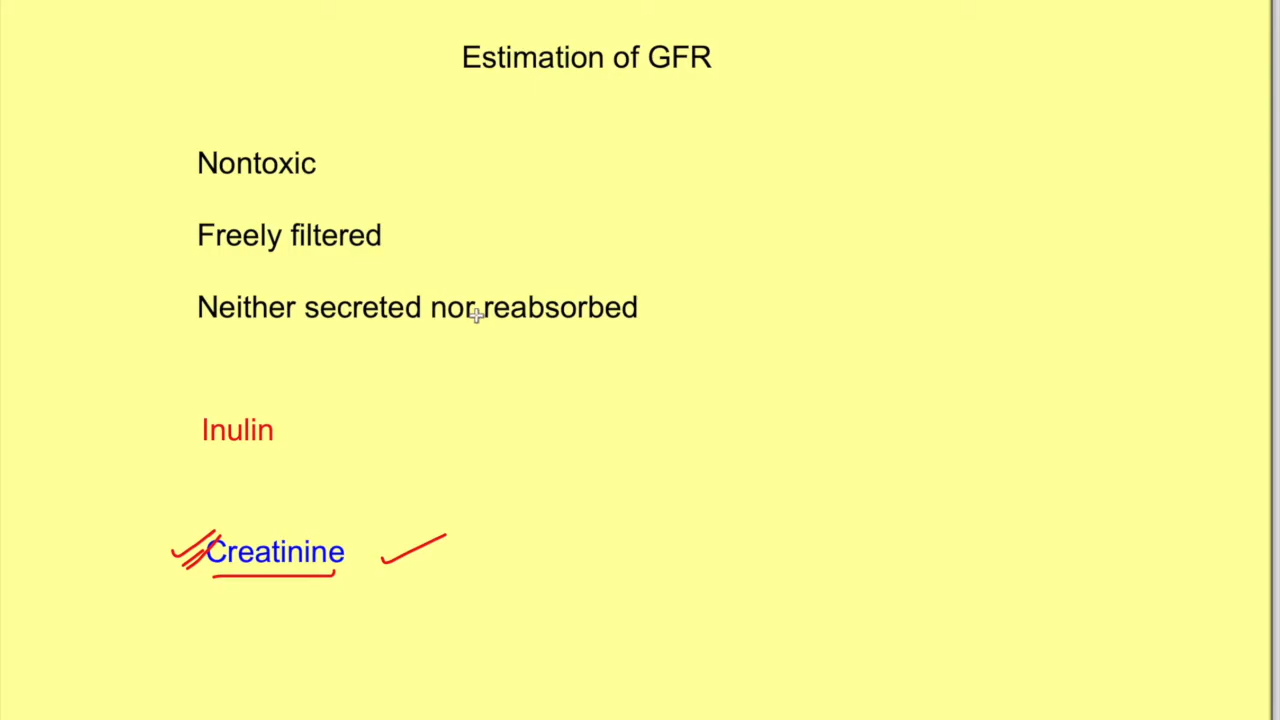 Estimation of GFR
Nontoxic
Freely filtered
Neither secreted nor reabsorbed
Inulin
Creatinine